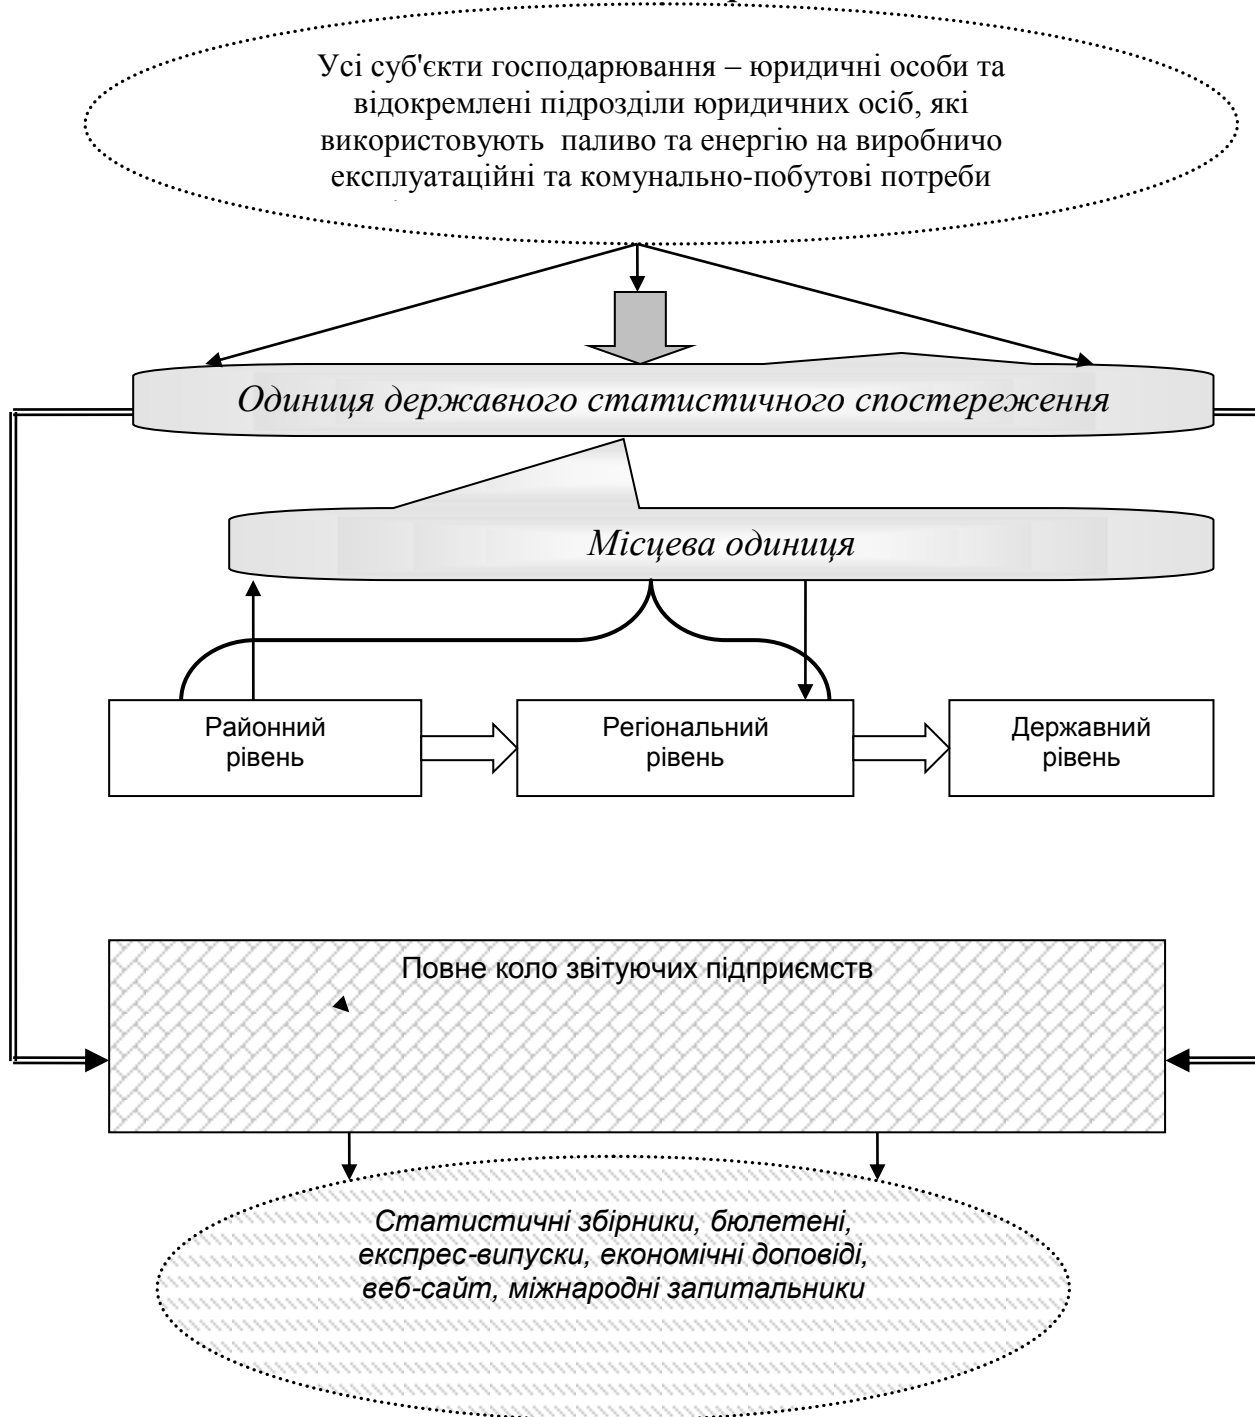 Усі суб'єкти господарювання – юридичні особи та
відокремлені підрозділи юридичних осіб, які
використовують паливо та енергію на виробничо
експлуатаційні та комунально-побутові потреби
Одиниця державного статистичного спостереження
Місцева одиниця
Районний
рівень
Регіональний
рівень
Державний
рівень
Повне коло звітуючих підприємств
Статистичні збірники, бюлетені,
експрес-випуски, економічні доповіді,
веб-сайт, міжнародні запитальники